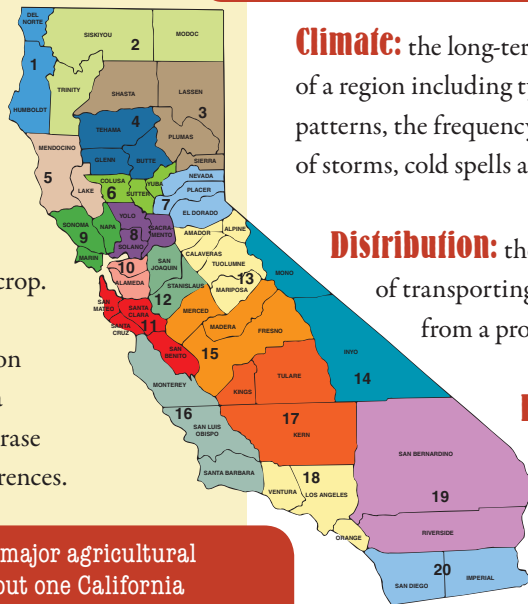 DEL
NORTE
SISKIYOU
2
MODOC
1
TRINITY
HUMBOLDT
SHASTA
LASSEN
3
4
TEHAMA
PLUMAS
MENDOCINO
GLENN
BUTTE
SIERRA
5
LAKE
COLUSA
6
SUTTER
YUBA
NEVADA
PLACER
7
EL DORADO
SONOMA
9
NAPA
YOLO
8
SOLANO
SACRA-
MENTO
MARIN
AMADOR
ALPINE
CALAVERAS
TUOLUMNE
10
ALAMEDA
SAN
JOAQUIN
13
MARIPOSA
MONO
STANISLAUS
12
SAN
MATEO
SANTA
CLARA
11
SANTA
CRUZ
MERCED
MADERA
FRESNO
SAN
BENITO
15
INYO
14
MONTEREY
KINGS
TULARE
16
17
KERN
SAN LUIS
OBISPO
SANTA BARBARA
VENTURA
18
LOS ANGELES
SAN BERNARDINO
19
ORANGE
RIVERSIDE
20
SAN DIEGO
IMPERIAL
Climate: the long-ter
of a region including t
patterns, the frequency
of storms, cold spells a
Distribution: the
of transporting
from a pro
crop.
on
a
rase
rences.
major agricultural
out one California